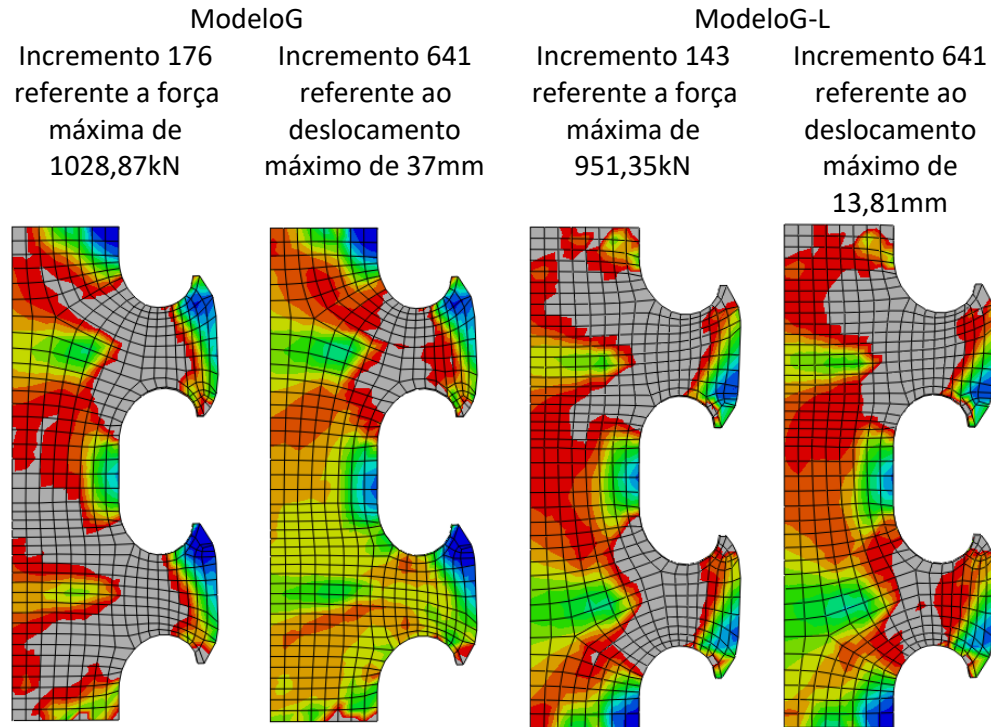 ModeloG
Incremento 176
referente a força
máxima de
1028,87kN
Incremento 641
referente ao
deslocamento
máximo de 37mm
ModeloG-L
Incremento 143
referente a força
máxima de
951,35kN
Incremento 641
referente ao
deslocamento
máximo de
13,81mm